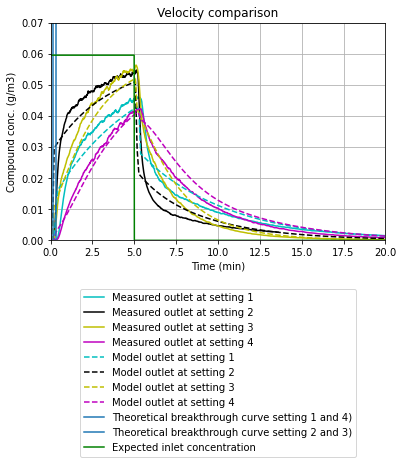 Velocity comparison
0.07
0.06
0.05
0.04
0.03
0.02
0.01
0.00
Compound conc. (g/m3)
0.0 2.5 5.0 7.5 10.0 12.5 15.0 17.5 20.0
Time (min)
Measured outlet at setting 1
Measured outlet at setting 2
Measured outlet at setting 3
Measured outlet at setting 4
Model outlet at setting 1
Model outlet at setting 2
Model outlet at setting 3
Model outlet at setting 4
Theoretical breakthrough curve setting 1 and 4)
Theoretical breakthrough curve setting 2 and 3)
Expected inlet concentration